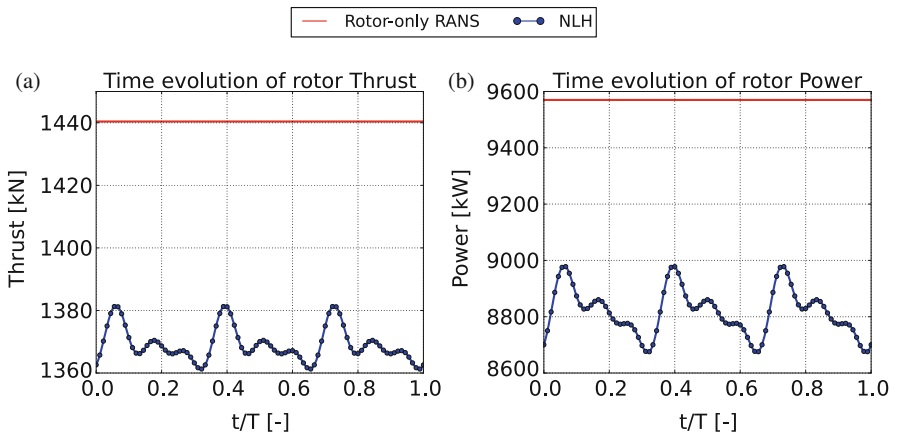 Rotor-only RANS NLH
(a) Time evolution of rotor Thrust
Thrust [kN]
1440
1420
1400
1380
1360
0.0 0.2 0.4 0.6 0.8 1.0
t/T [-]
(b) Time evolution of rotor Power
Power [kW]
9600
9400
9200
9000
8800
8600
0.0 0.2 0.4 0.6 0.8 1.0
t/T [-]